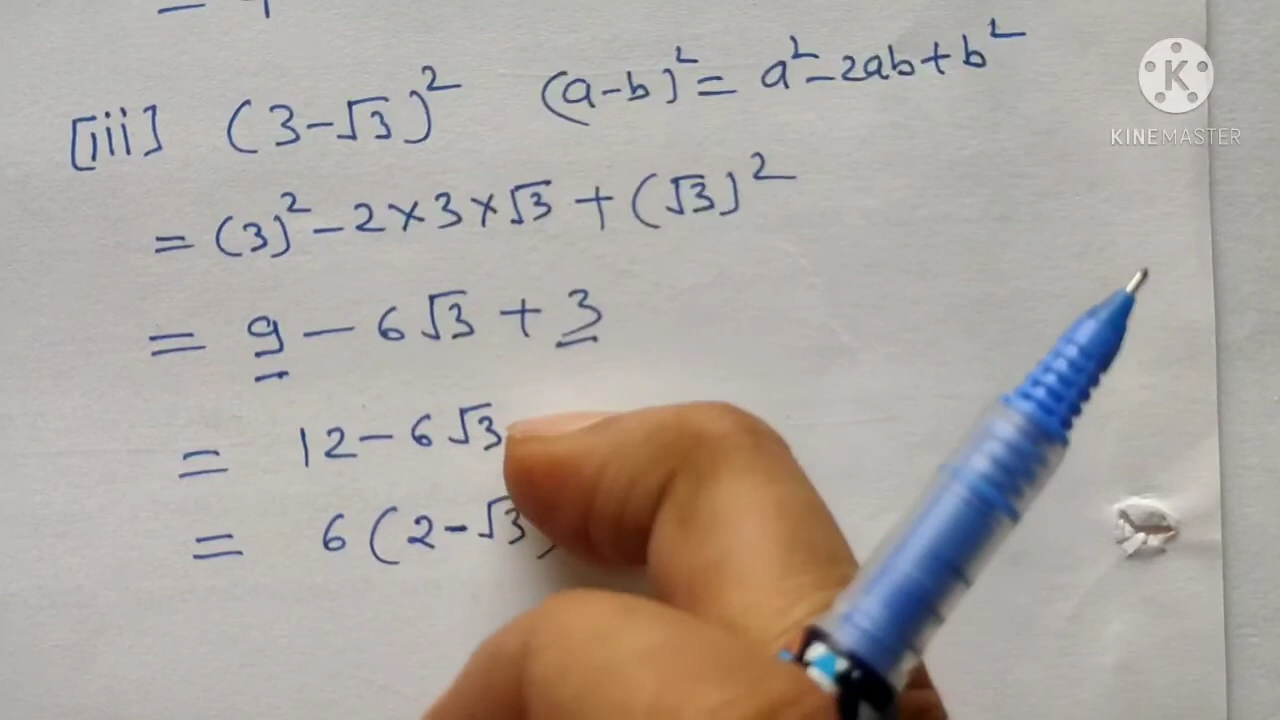 [iii] (3-√3)² (a-b)² = a²-2ab+b²
= (3)² - 2×3×√3 + (√3)²
= 9 - 6√3 + 3
= 12 - 6√3
= 6(2-√3)
K
KINEMASTER